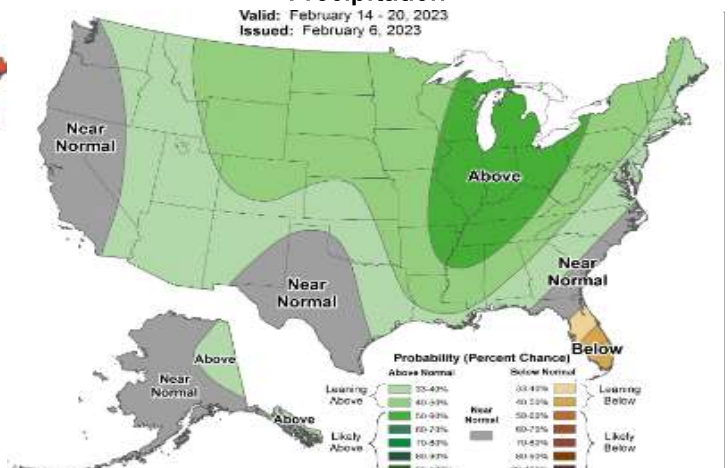 Precipitation
Valid: February 14 - 20, 2023
Issued: February 6, 2023
Near
Normal
Above
Near
Normal
Near
Normal
Below
Above
Near
Normal
Above
Probability (Percent Chance)
Above Normal
Below Normal
Leaning
Above
33-40%
40-50%
Likely
Above
50-60%
60-70%
70-80%
80-90%
Near
Normal
33-40%
40-50%
Leaning
Below
50-60%
60-70%
70-80%
80-90%
Likely
Below